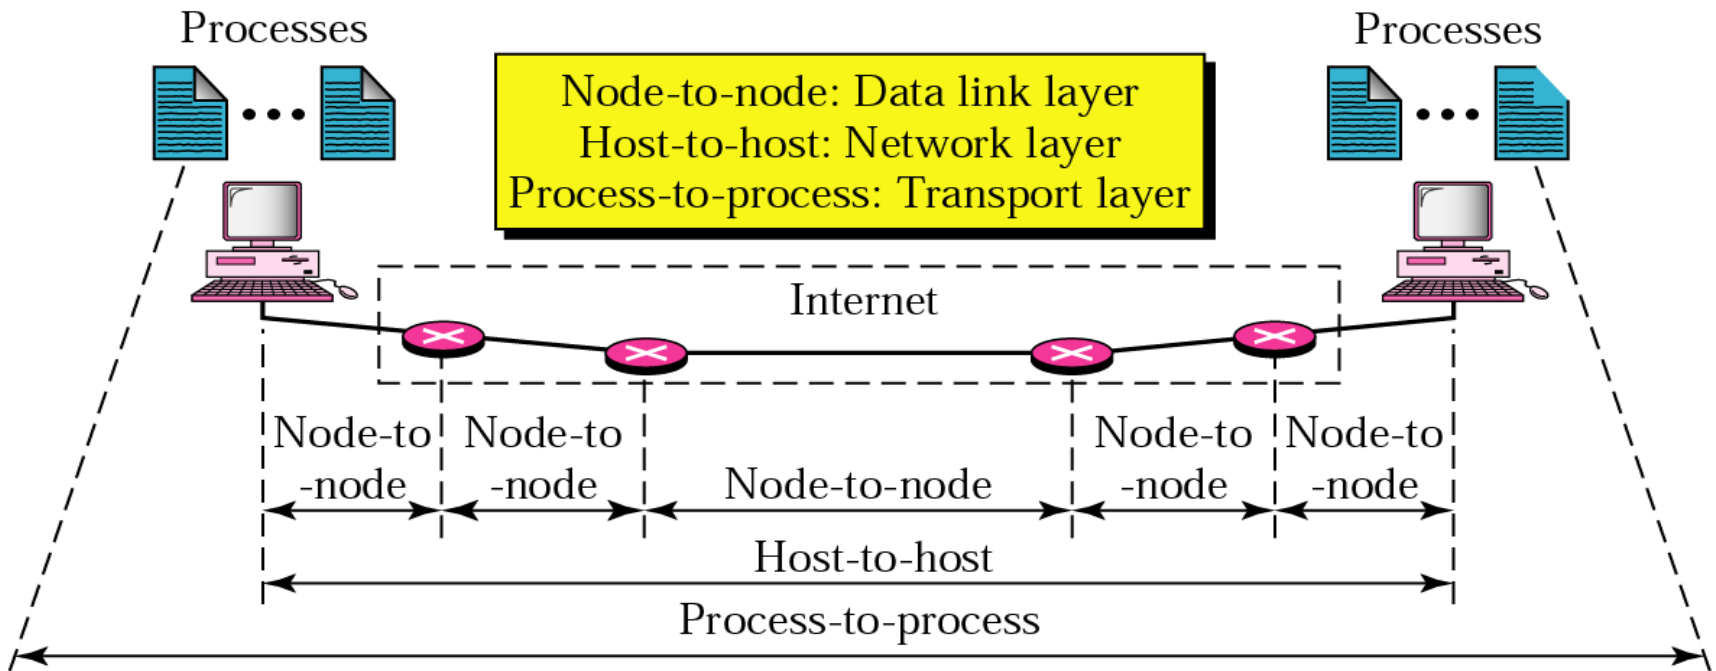 Processes
Processes
Node-to-node: Data link layer
Host-to-host: Network layer
Process-to-process: Transport layer
Internet
Node-to
-node
Node-to
-node
Node-to-node
Node-to
-node
Node-to
-node
Host-to-host
Process-to-process